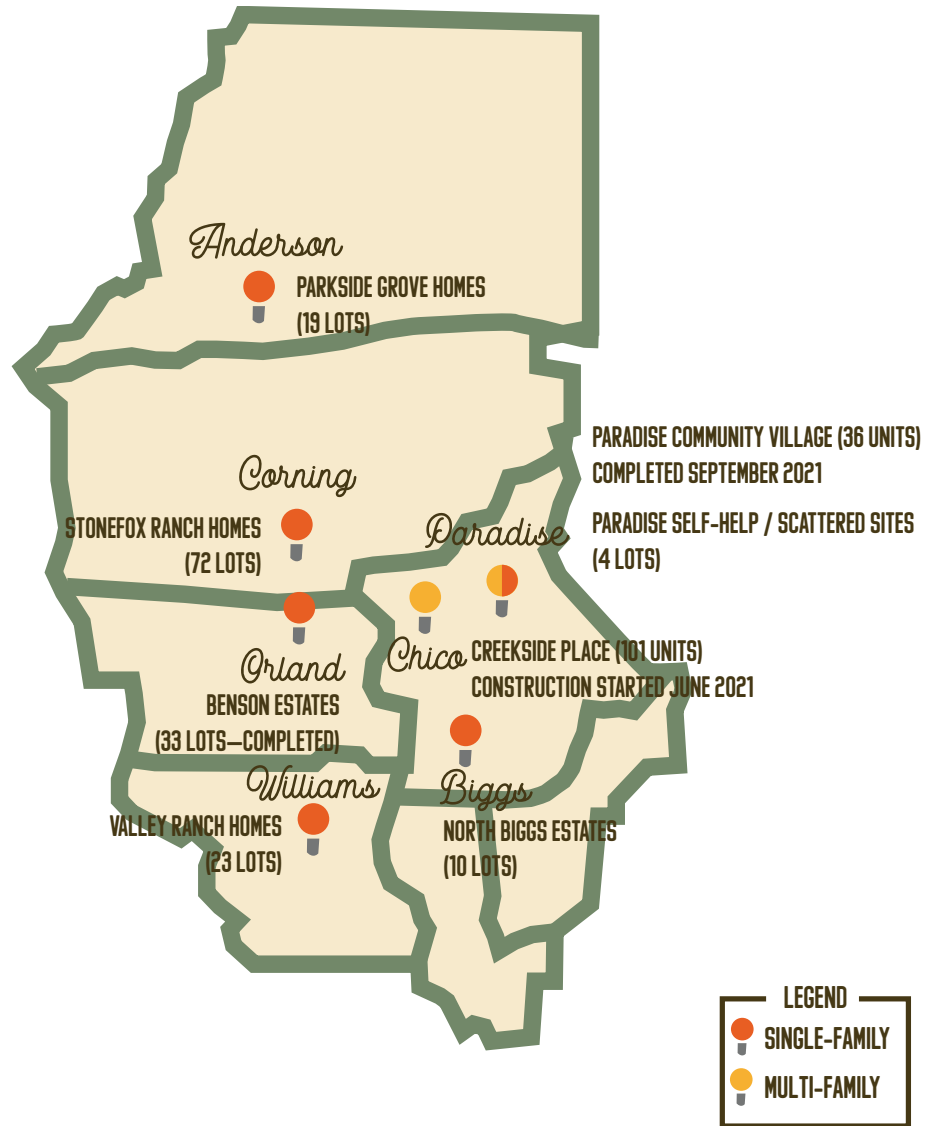 Anderson
PARKSIDE GROVE HOMES
(19 LOTS)
PARADISE COMMUNITY VILLAGE (36 UNITS)
COMPLETED SEPTEMBER 2021
Corning
STONEFOX RANCH HOMES
(72 LOTS)
Paradise
PARADISE SELF-HELP / SCATTERED SITES
(4 LOTS)
Chico
CREEKSIDE PLACE (101 UNITS)
CONSTRUCTION STARTED JUNE 2021
Orland
BENSON ESTATES
(33 LOTS—COMPLETED)
Williams
VALLEY RANCH HOMES
(23 LOTS)
Biggs
NORTH BIGGS ESTATES
(10 LOTS)
LEGEND
SINGLE-FAMILY
MULTI-FAMILY